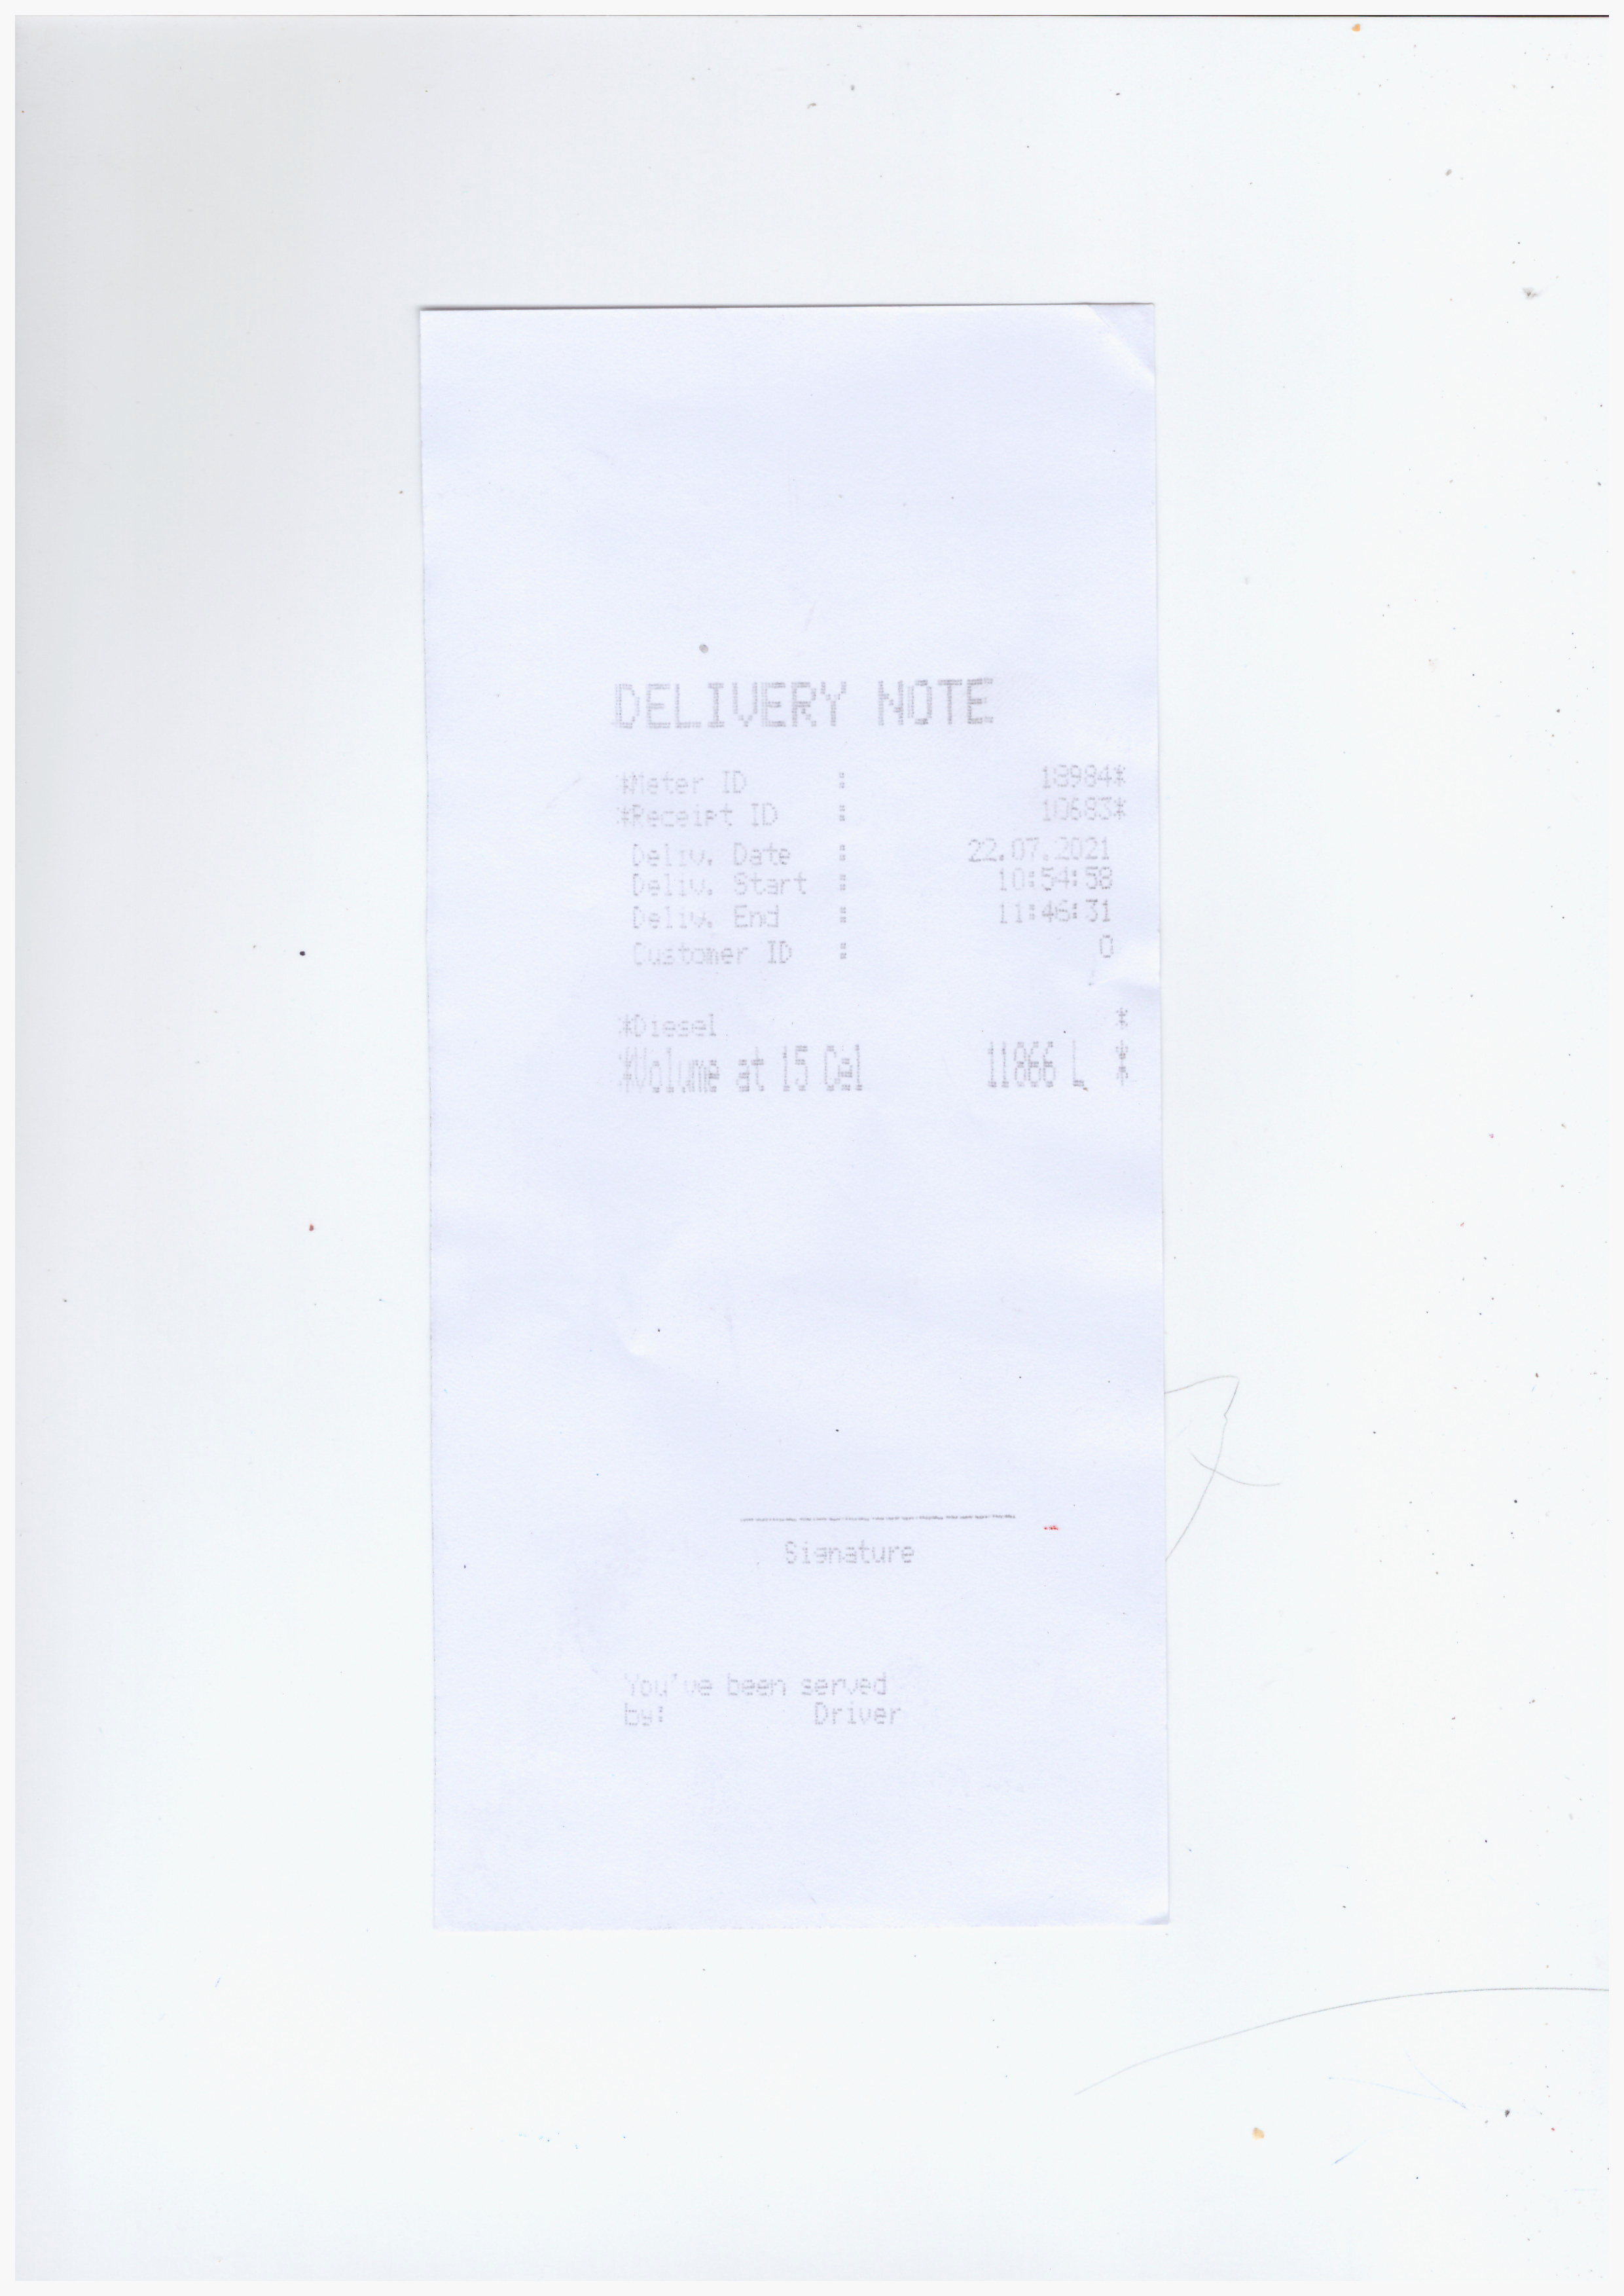 DELIVERY NOTE
*Meter ID : 18984*
*Receipt ID : 10683*
Deliv. Date : 22.07.2021
Deliv. Start : 10:54:58
Deliv. End : 11:46:31
Customer ID : 0
*Diesel *
*Volume at 15 Cel 11866 L *
Signature
You've been served
by: Driver